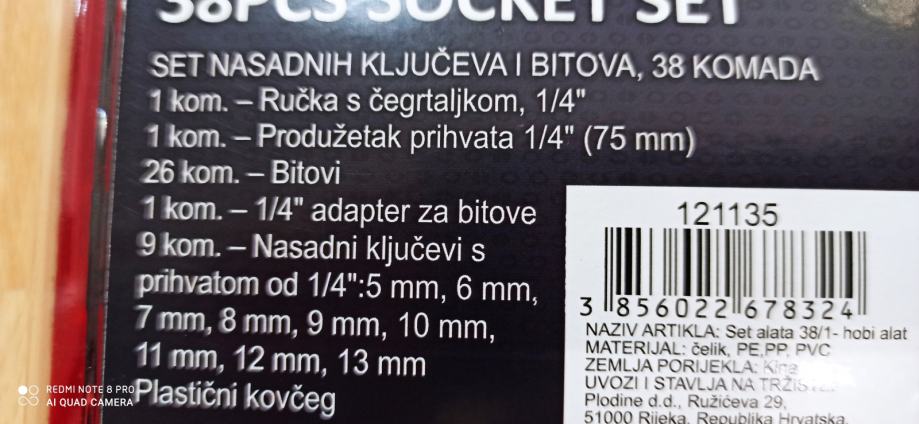 38PCS SOCKET SET
SET NASADNIH KLJUČEVA I BITOVA, 38 KOMADA
1 kom. – Ručka s čegrtaljkom, 1/4"
1 kom. – Produžetak prihvata 1/4" (75 mm)
26 kom. – Bitovi
1 kom. – 1/4" adapter za bitove
9 kom. – Nasadni ključevi s
prihvatom od 1/4":5 mm, 6 mm,
7 mm, 8 mm, 9 mm, 10 mm,
11 mm, 12 mm, 13 mm
Plastični kovčeg
121135
3 856022 678324
NAZIV ARTIKLA: Set alata 38/1- hobi alat
MATERIJAL: čelik, PE,PP, PVC
ZEMLJA PORIJEKLA: Kina
UVOZI I STAVLJA NA
Plodine d.d., Ružićeva 29,
51000 Rijeka, Republika Hrvatska.
REDMI NOTE 8 PRO
AI QUAD CAMERA